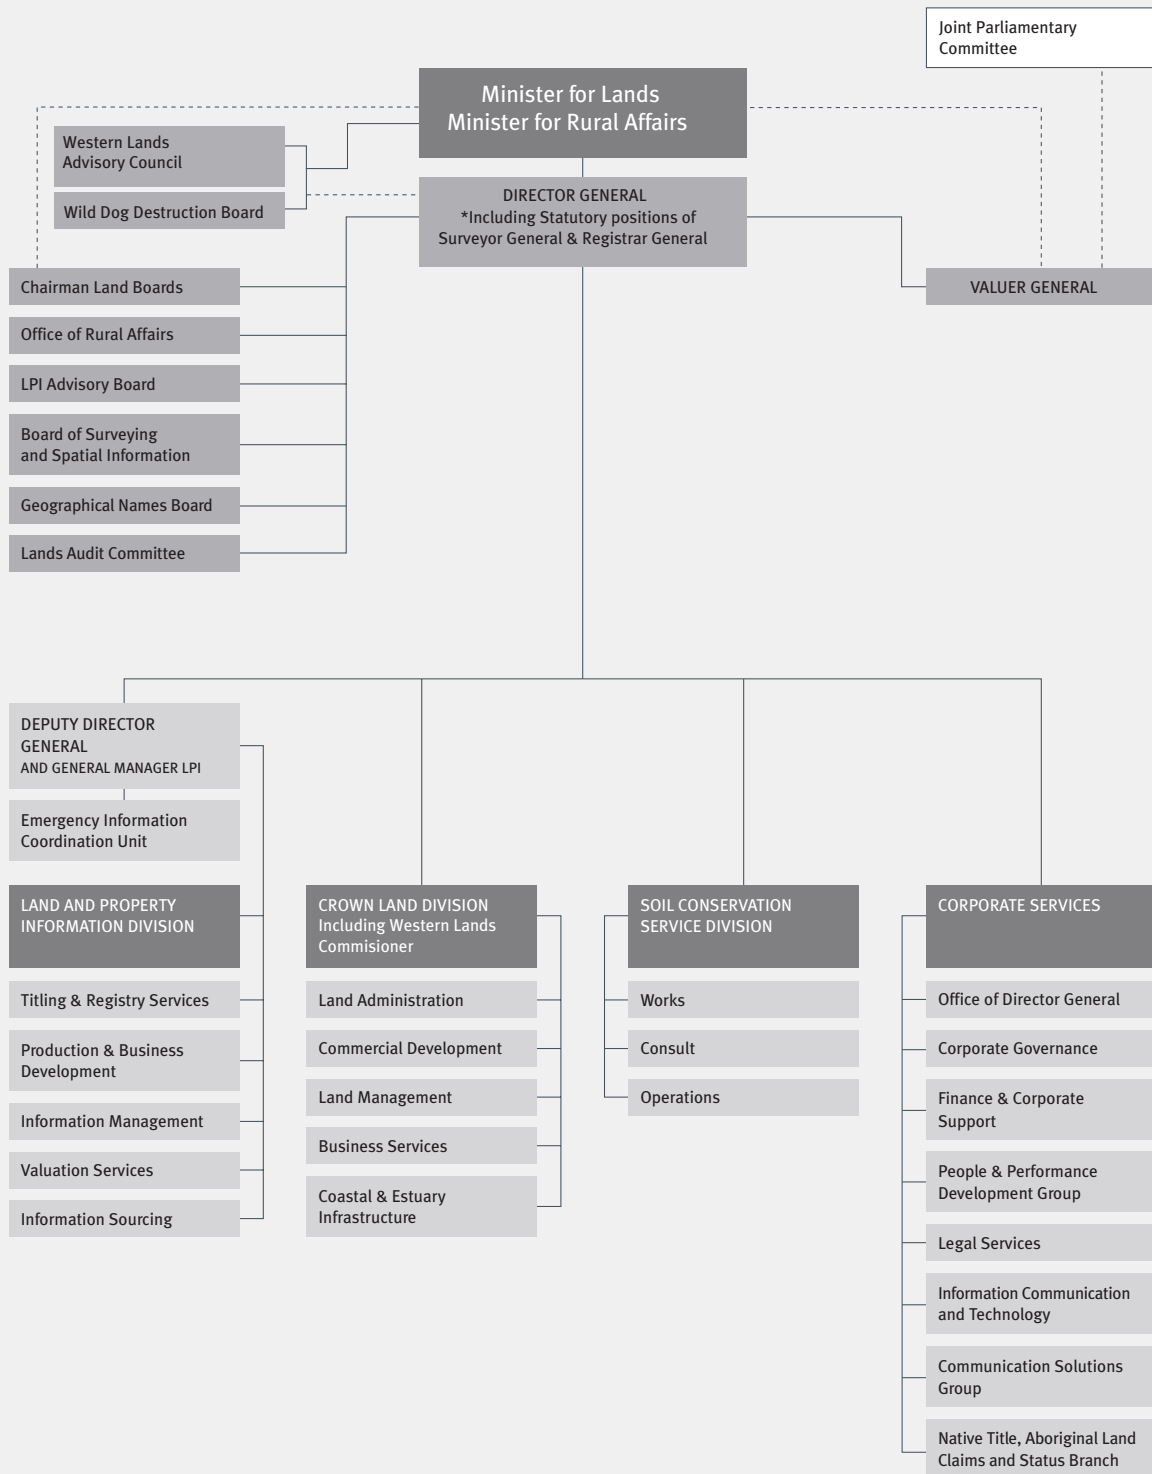 Joint Parliamentary
Committee
Minister for Lands
Minister for Rural Affairs
Western Lands
Advisory Council
Wild Dog Destruction Board
DIRECTOR GENERAL
*Including Statutory positions of
Surveyor General & Registrar General
Chairman Land Boards
VALUER GENERAL
Office of Rural Affairs
LPI Advisory Board
Board of Surveying
and Spatial Information
Geographical Names Board
Lands Audit Committee
DEPUTY DIRECTOR
GENERAL
AND GENERAL MANAGER LPI
Emergency Information
Coordination Unit
LAND AND PROPERTY
INFORMATION DIVISION
Titling & Registry Services
Production & Business
Development
Information Management
Valuation Services
Information Sourcing
CROWN LAND DIVISION
Including Western Lands
Commisioner
Land Administration
Commercial Development
Land Management
Business Services
Coastal & Estuary
Infrastructure
SOIL CONSERVATION
SERVICE DIVISION
Works
Consult
Operations
CORPORATE SERVICES
Office of Director General
Corporate Governance
Finance & Corporate
Support
People & Performance
Development Group
Legal Services
Information Communication
and Technology
Communication Solutions
Group
Native Title, Aboriginal Land
Claims and Status Branch